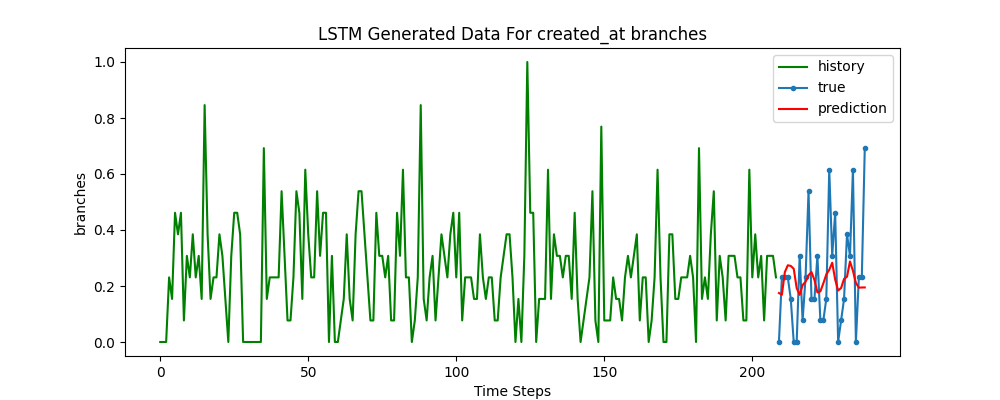 LSTM Generated Data For created_at branches
history
true
prediction
branches
1.0
0.8
0.6
0.4
0.2
0.0
0
50
100
150
200
Time Steps